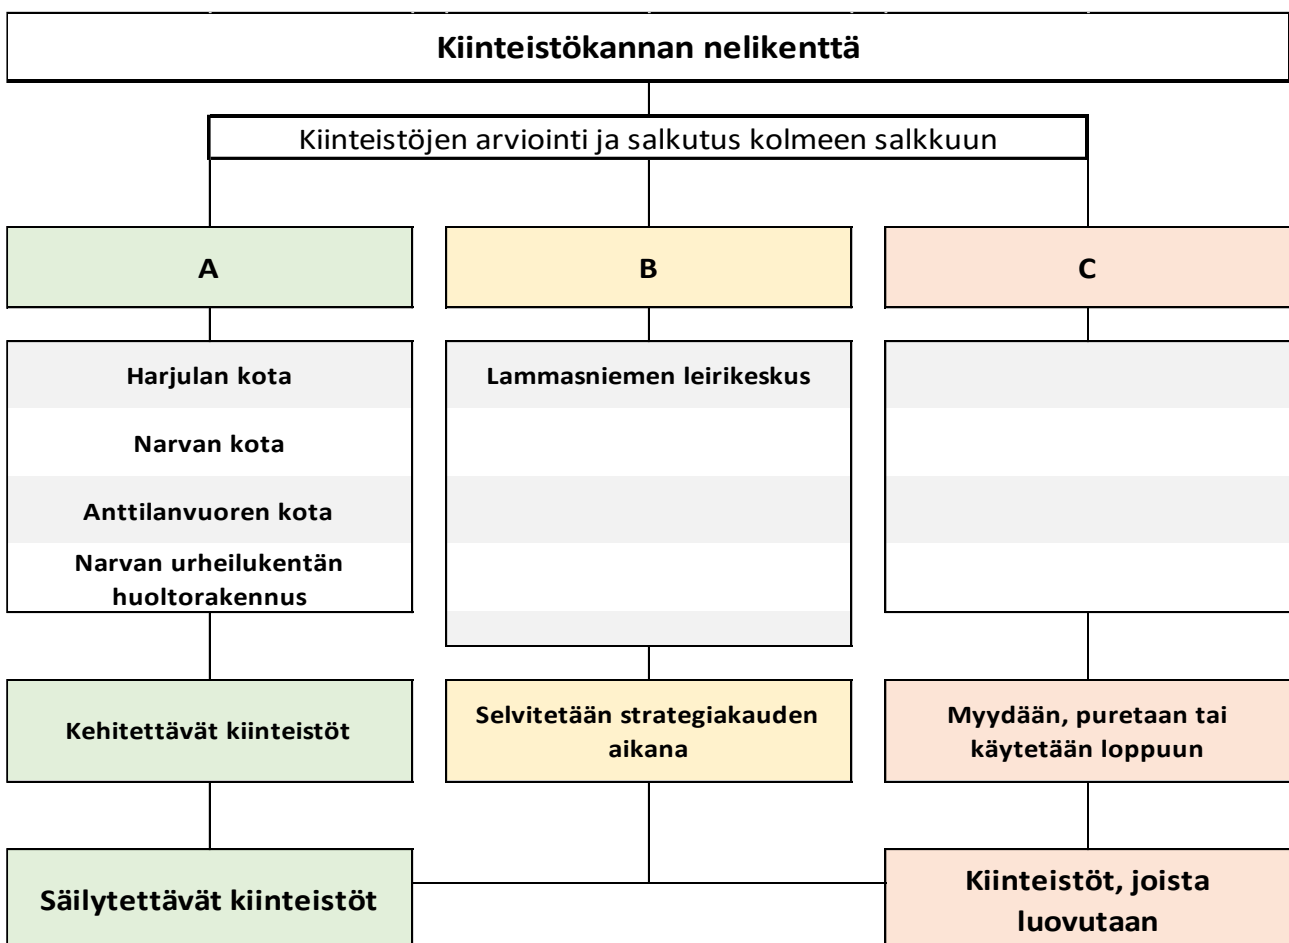 Kiinteistökannan nelikenttä
Kiinteistöjen arviointi ja salkutus kolmeen salkkuun
A
B
C
Harjulan kota
Lammasniemen leirikeskus
Narvan kota
Anttilanvuoren kota
Narvan urheilukentän
huoltorakennus
Kehitettävät kiinteistöt
Selvitetään strategiakauden
aikana
Myydään, puretaan tai
käytetään loppuun
Säilytettävät kiinteistöt
Kiinteistöt, joista
luovutaan